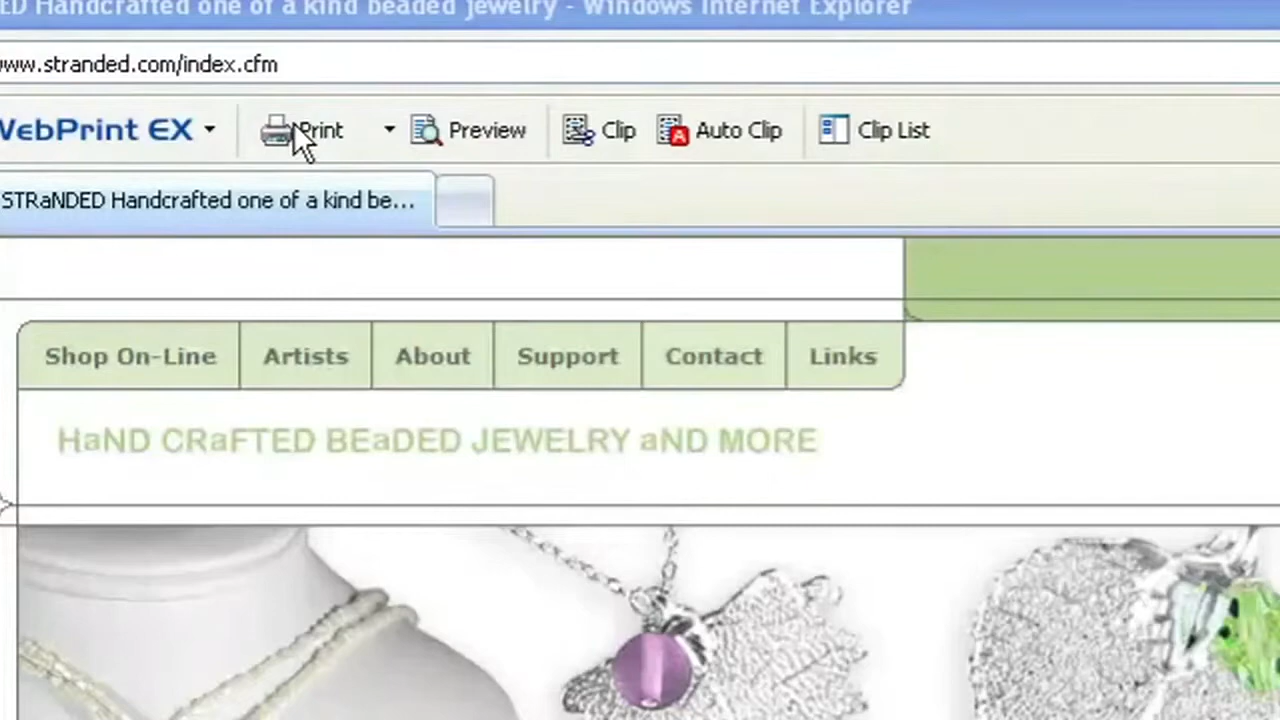 ED Handcrafted one of a kind beaded jewelry - Windows Internet Explorer
www.stranded.com/index.cfm
WebPrint EX Print Preview Clip Auto Clip Clip List
STRaNDED Handcrafted one of a kind be...
Shop On-Line Artists About Support Contact Links
HaND CRaFTED BEaDED JEWELRY aND MORE